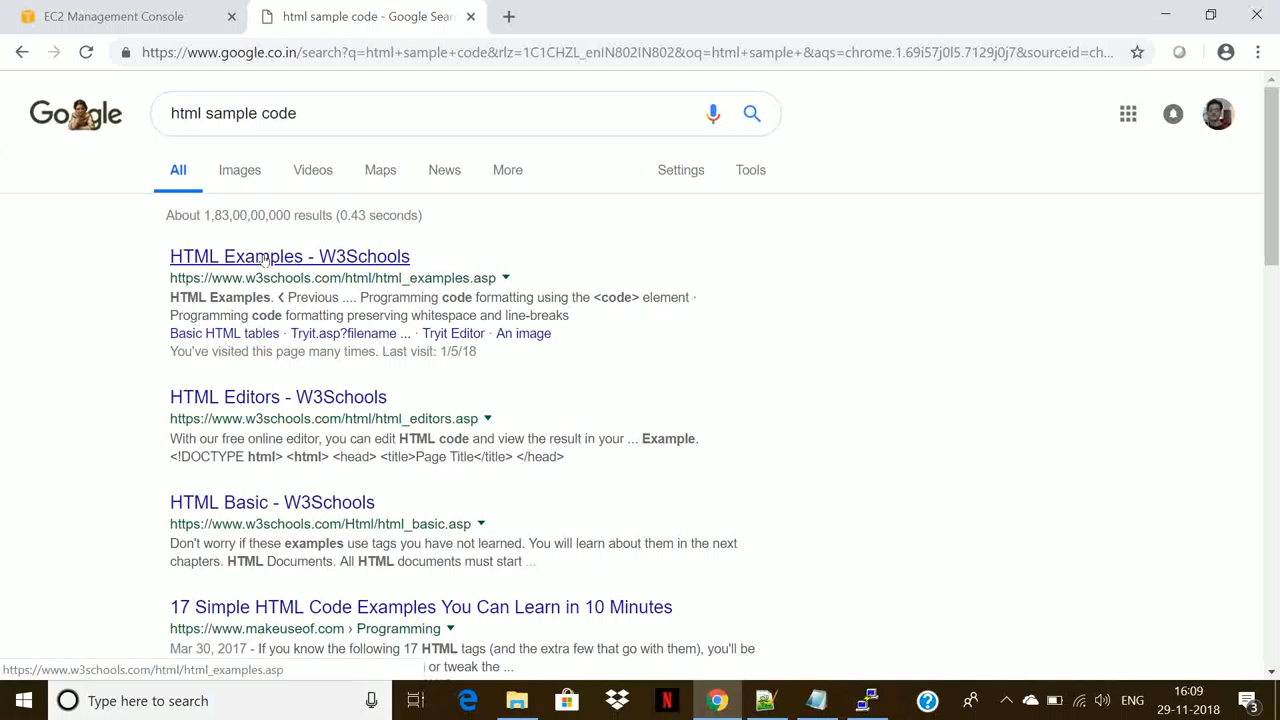 EC2 Management Console
html sample code - Google Sea
https://www.google.co.in/search?q=html+sample+code&rlz=1C1CHZL_enIN802IN802&oq=html+sample+&aqs=chrome.1.69i57j0l5.7129j0j7&sourceid=ch...
Google
html sample code
All Images Videos Maps News More Settings Tools
About 1,83,00,00,000 results (0.43 seconds)
HTML Examples - W3Schools
https://www.w3schools.com/html/html_examples.asp
HTML Examples. ❮ Previous .... Programming code formatting using the <code> element ·
Programming code formatting preserving whitespace and line-breaks
Basic HTML tables · Tryit.asp?filename ... · Tryit Editor · An image
You've visited this page many times. Last visit: 1/5/18
HTML Editors - W3Schools
https://www.w3schools.com/html/html_editors.asp
With our free online editor, you can edit HTML code and view the result in your ... Example.
<!DOCTYPE html> <html> <head> <title>Page Title</title> </head>
HTML Basic - W3Schools
https://www.w3schools.com/Html/html_basic.asp
Don't worry if these examples use tags you have not learned. You will learn about them in the next
chapters. HTML Documents. All HTML documents must start ...
17 Simple HTML Code Examples You Can Learn in 10 Minutes
https://www.makeuseof.com › Programming
Mar 30, 2017 - If you know the following 17 HTML tags (and the extra few that go with them), you'll be
or tweak the ...
https://www.w3schools.com/html/html_examples.asp
Type here to search
ENG
16:09
29-11-2018
3